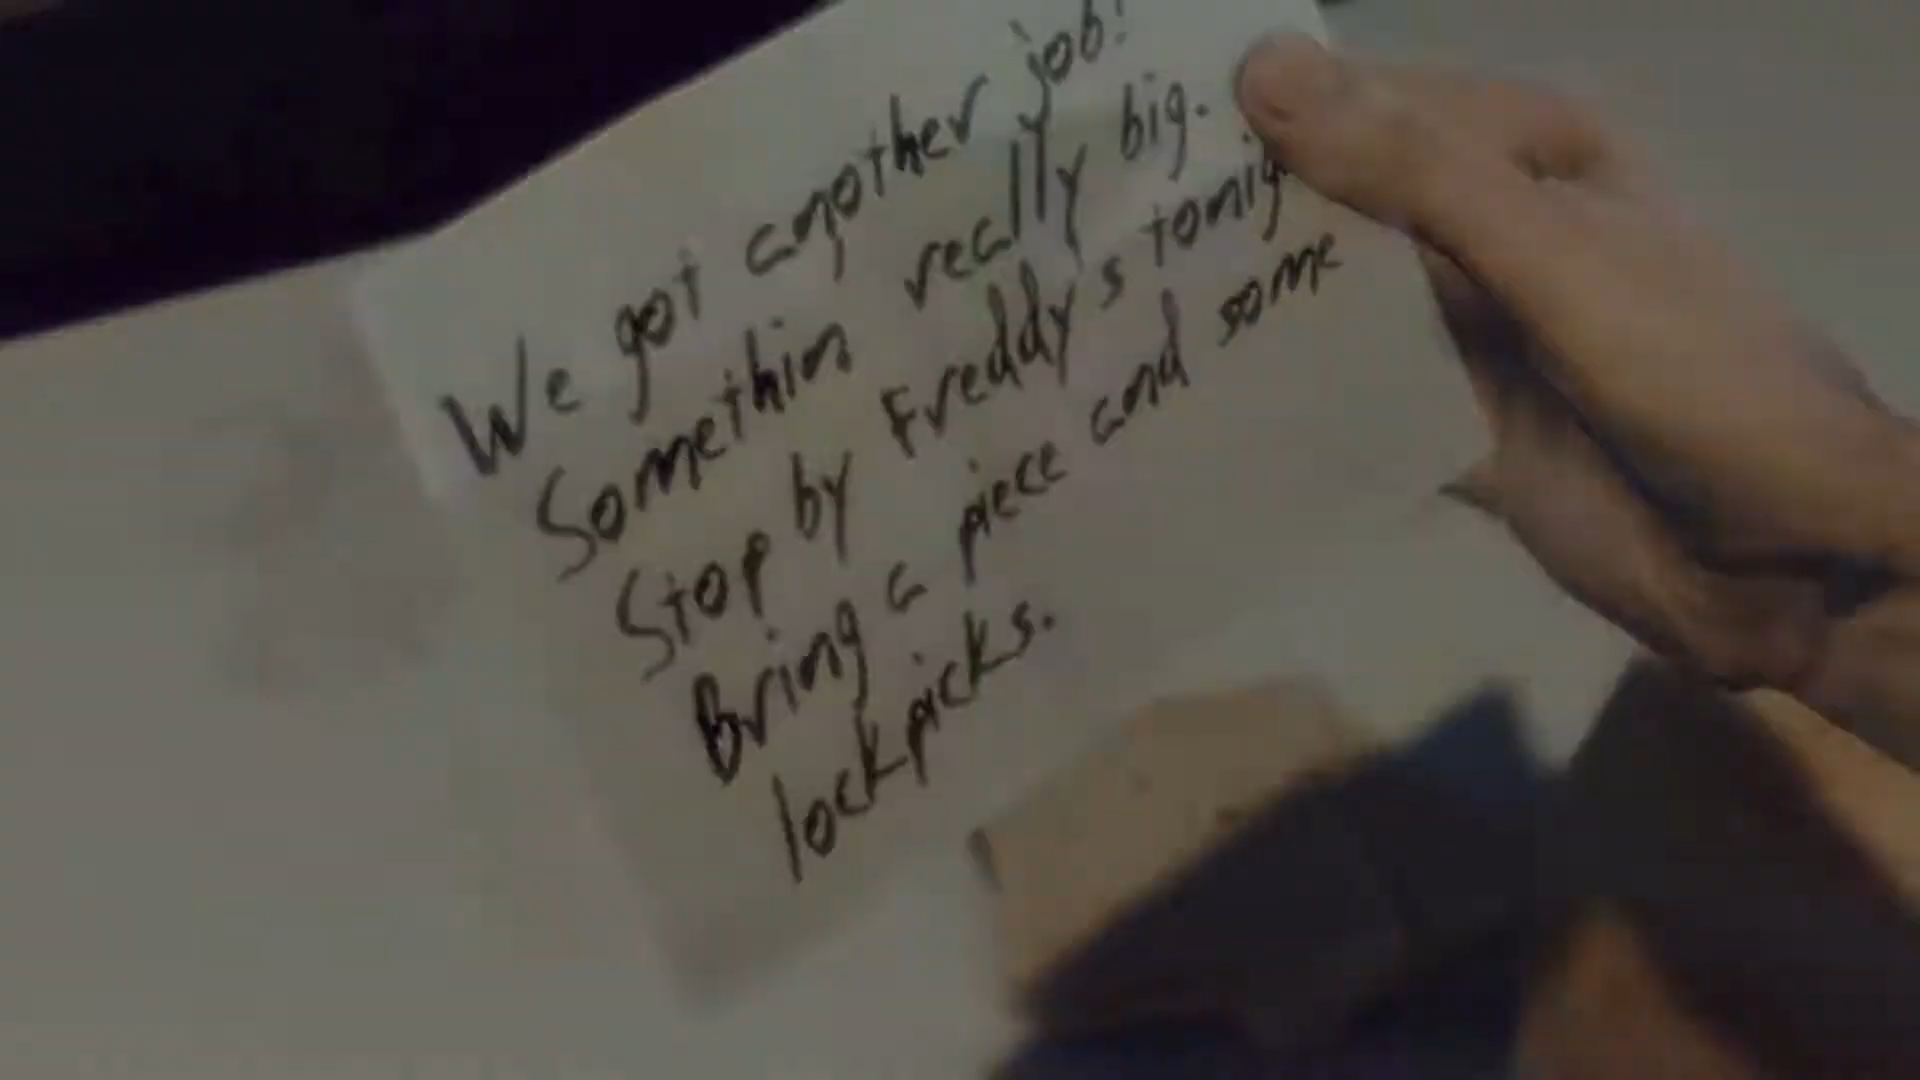 We got another job!
Somethin really big.
Stop by Freddy's
Bring a piece and some
lockpicks.